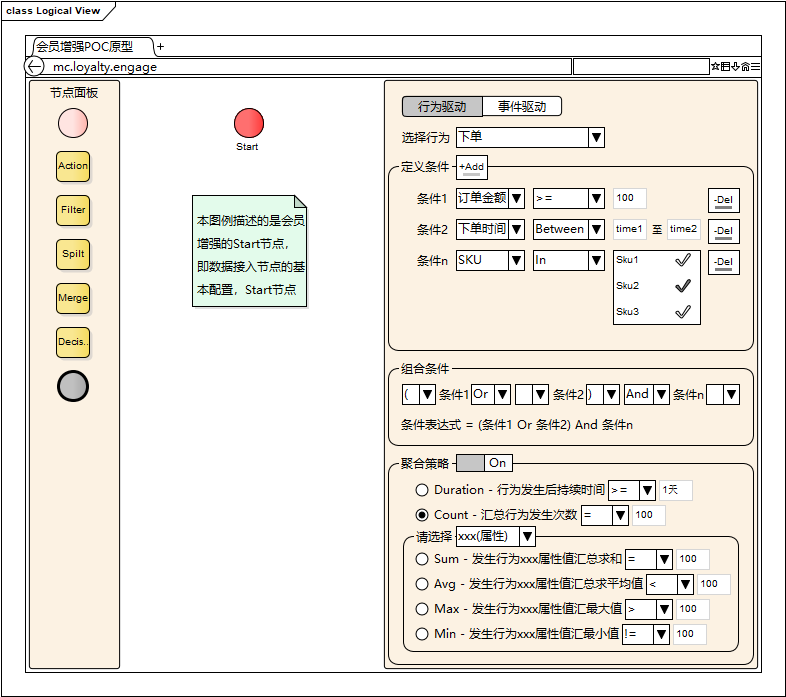 class Logical View
会员增强POC原型
+
mc.loyalty.engage
节点面板
Action
Filter
Spilt
Merge
Decis..
Start
本图例描述的是会员
增强的Start节点，
即数据接入节点的基
本配置，Start节点
行为驱动 事件驱动
选择行为 下单
定义条件 +Add
条件1 订单金额 >= 100 -Del
条件2 下单时间 Between time1 至 time2 -Del
条件n SKU In Sku1 -Del
Sku2
Sku3
组合条件
( 条件1 Or 条件2 ) And 条件n
条件表达式 = (条件1 Or 条件2) And 条件n
聚合策略 On
Duration - 行为发生后持续时间 >= 1天
Count - 汇总行为发生次数 = 100
请选择 xxx(属性)
Sum - 发生行为xxx属性值汇总求和 = 100
Avg - 发生行为xxx属性值汇总求平均值 < 100
Max - 发生行为xxx属性值汇最大值 > 100
Min - 发生行为xxx属性值汇最小值 != 100